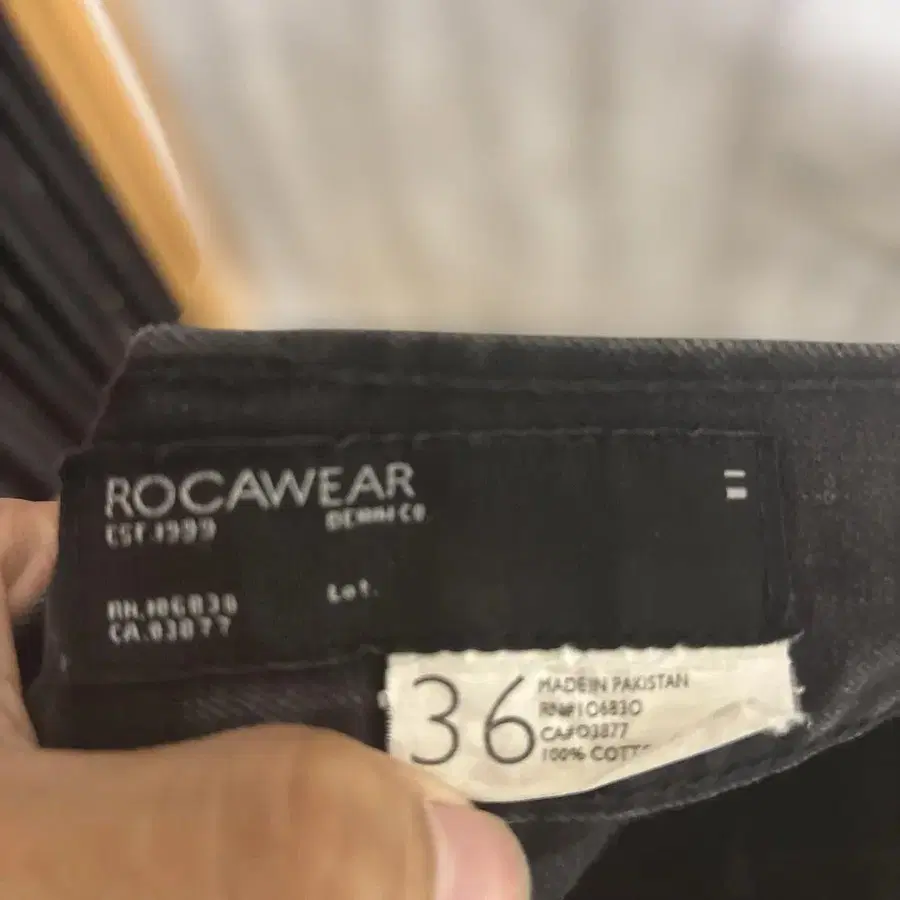 ROCAWEAR
EST.1999 DENIM CO.
Lot.
RN.106830
CA.03877
36
MADE IN PAKISTAN
RN#106830
CA#03877
100%